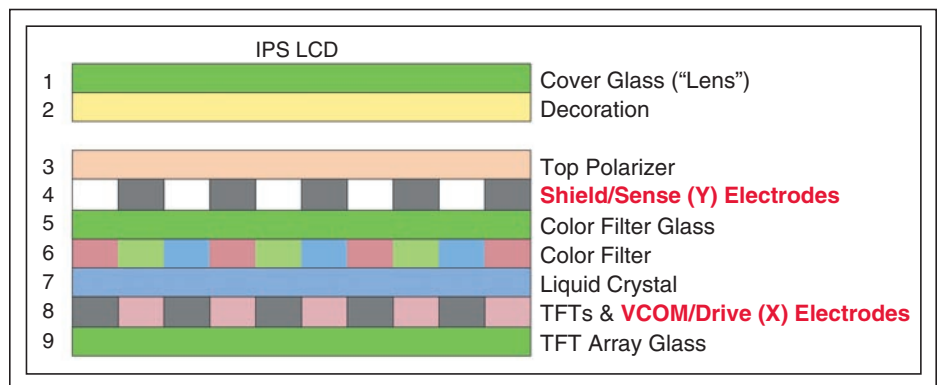 IPS LCD
1 Cover Glass (“Lens”)
2 Decoration
3 Top Polarizer
4 Shield/Sense (Y) Electrodes
5 Color Filter Glass
6 Color Filter
7 Liquid Crystal
8 TFTs & VCOM/Drive (X) Electrodes
9 TFT Array Glass